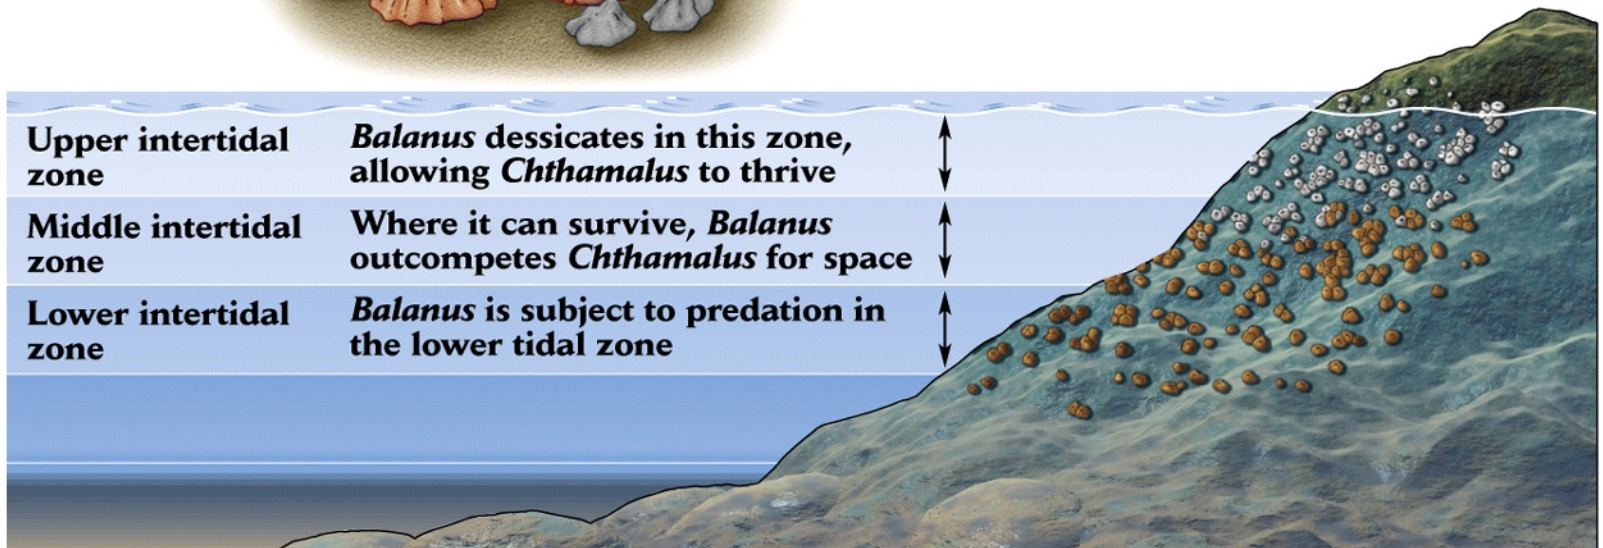 Upper intertidal
zone
Balanus dessicates in this zone,
allowing Chthamalus to thrive
Middle intertidal
zone
Where it can survive, Balanus
outcompetes Chthamalus for space
Lower intertidal
zone
Balanus is subject to predation in
the lower tidal zone